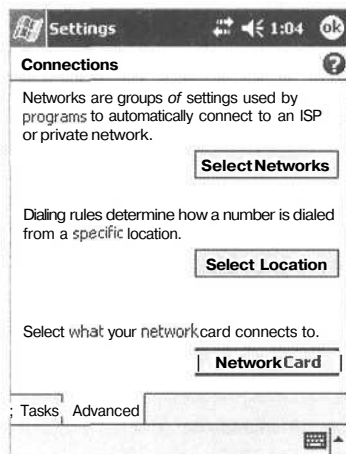 Settings 1:04 ok
Connections ?
Networks are groups of settings used by
programs to automatically connect to an ISP
or private network.
Select Networks
Dialing rules determine how a number is dialed
from a specific location.
Select Location
Select what your network card connects to.
Network Card
Tasks Advanced